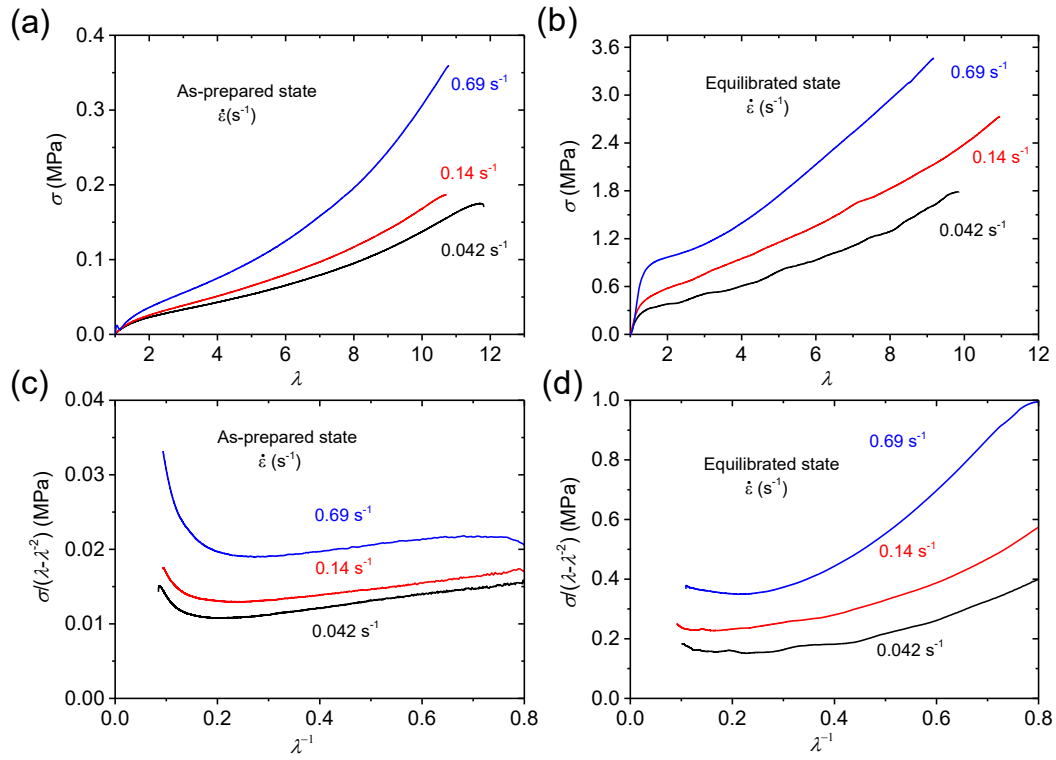 (a)
0.4
0.3
0.2
0.1
0.0
σ (MPa)
As-prepared state
ε̇(s⁻¹)
0.69 s⁻¹
0.14 s⁻¹
0.042 s⁻¹
2 4 6 8 10 12
λ
(b)
3.6
3.0
2.4
1.8
1.2
0.6
0.0
σ (MPa)
Equilibrated state
ε̇ (s⁻¹)
0.69 s⁻¹
0.14 s⁻¹
0.042 s⁻¹
2 4 6 8 10 12
λ
(c)
0.04
0.03
0.02
0.01
0.00
σ/(λ-λ⁻²) (MPa)
As-prepared state
ε̇ (s⁻¹)
0.69 s⁻¹
0.14 s⁻¹
0.042 s⁻¹
0.0 0.2 0.4 0.6 0.8
λ⁻¹
(d)
1.0
0.8
0.6
0.4
0.2
0.0
σ/(λ-λ⁻²) (MPa)
Equilibrated state
ε̇ (s⁻¹)
0.69 s⁻¹
0.14 s⁻¹
0.042 s⁻¹
0.0 0.2 0.4 0.6 0.8
λ⁻¹